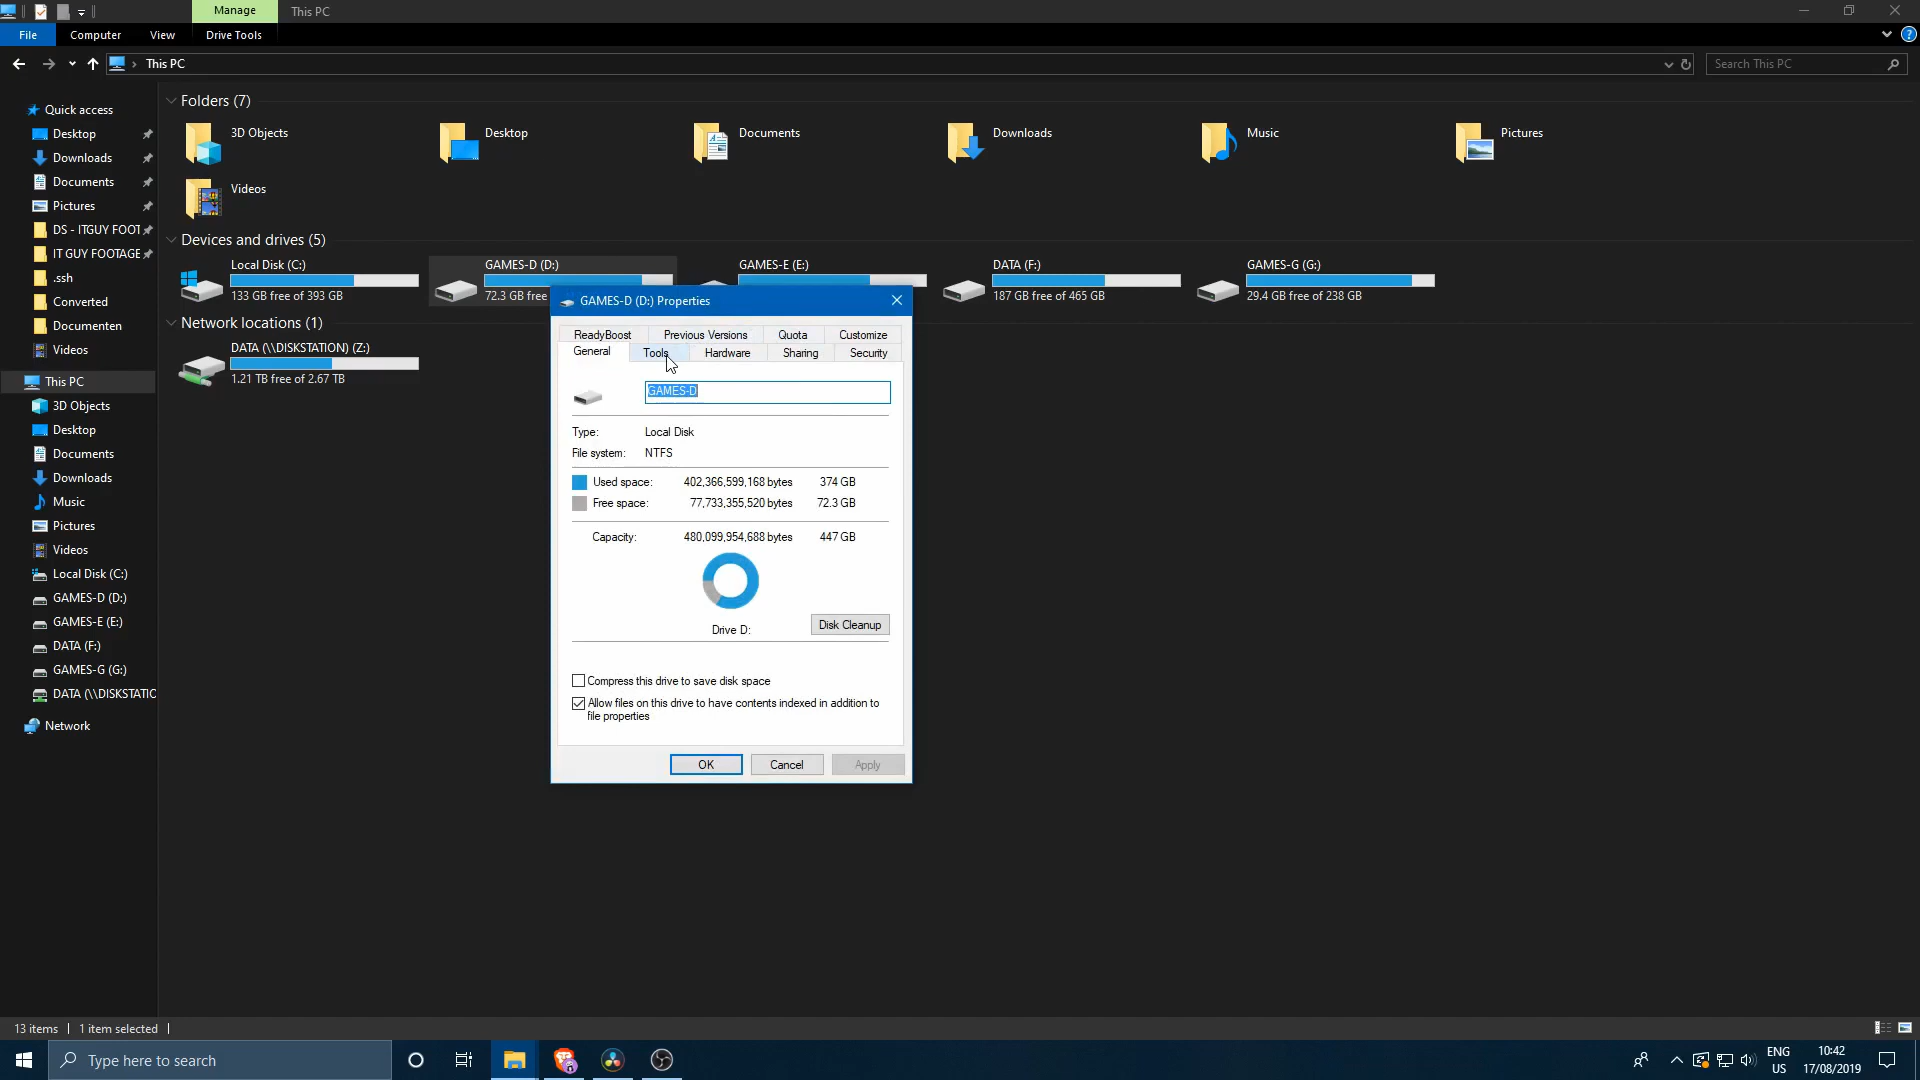 Manage
This PC
File
Computer
View
Drive Tools
This PC
Search This PC
Quick access
Desktop
Downloads
Documents
Pictures
DS - ITGUY FOOT
IT GUY FOOTAGE
.ssh
Converted
Documenten
Videos
This PC
3D Objects
Desktop
Documents
Downloads
Music
Pictures
Videos
Local Disk (C:)
GAMES-D (D:)
GAMES-E (E:)
DATA (F:)
GAMES-G (G:)
DATA (\\DISKSTATIO
Network
Folders (7)
3D Objects
Desktop
Documents
Downloads
Music
Pictures
Videos
Devices and drives (5)
Local Disk (C:)
133 GB free of 393 GB
GAMES-D (D:)
72.3 GB free
GAMES-E (E:)
DATA (F:)
187 GB free of 465 GB
GAMES-G (G:)
29.4 GB free of 238 GB
Network locations (1)
DATA (\\DISKSTATION) (Z:)
1.21 TB free of 2.67 TB
GAMES-D (D:) Properties
ReadyBoost
Previous Versions
Quota
Customize
General
Tools
Hardware
Sharing
Security
GAMES-D
Type: Local Disk
File system: NTFS
Used space: 402,366,599,168 bytes 374 GB
Free space: 77,733,355,520 bytes 72.3 GB
Capacity: 480,099,954,688 bytes 447 GB
Drive D:
Disk Cleanup
Compress this drive to save disk space
Allow files on this drive to have contents indexed in addition to
file properties
OK
Cancel
Apply
13 items
1 item selected
Type here to search
ENG
US
10:42
17/08/2019